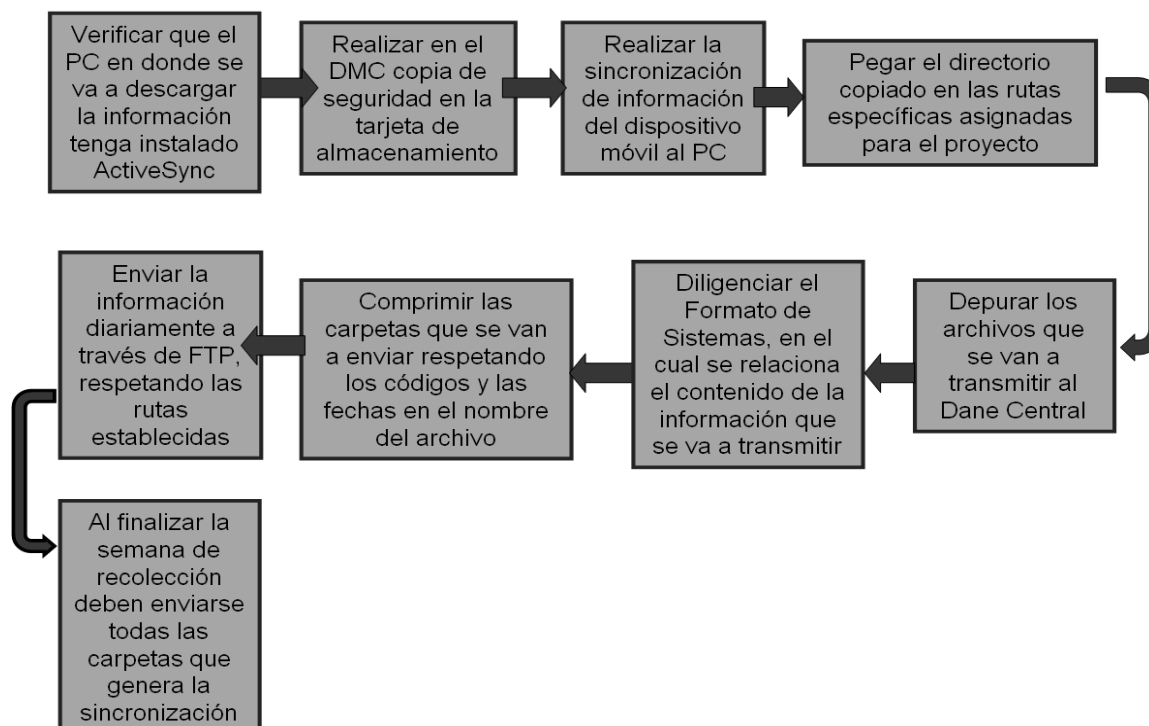 Verificar que el
PC en donde se
va a descargar
la información
tenga instalado
ActiveSync
Realizar en el
DMC copia de
seguridad en la
tarjeta de
almacenamiento
Realizar la
sincronización
de información
del dispositivo
móvil al PC
Pegar el directorio
copiado en las rutas
específicas asignadas
para el proyecto
Depurar los
archivos que
se van a
transmitir al
Dane Central
Diligenciar el
Formato de
Sistemas, en el
cual se relaciona
el contenido de la
información que
se va a transmitir
Comprimir las
carpetas que se van
a enviar respetando
los códigos y las
fechas en el nombre
del archivo
Enviar la
información
diariamente a
través de FTP,
respetando las
rutas
establecidas
Al finalizar la
semana de
recolección
deben enviarse
todas las
carpetas que
genera la
sincronización